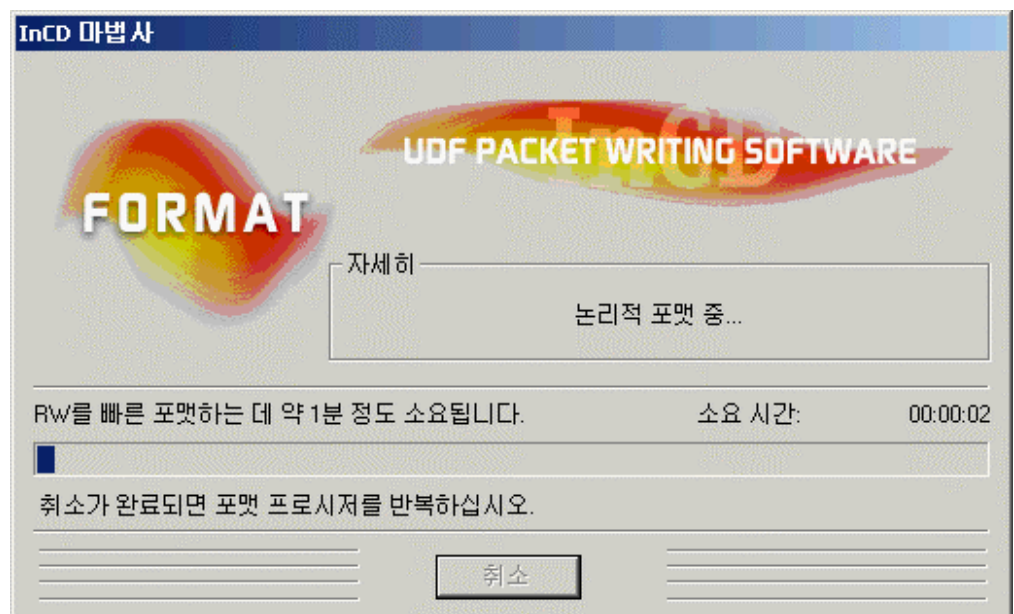 InCD 마법사
InCD
UDF PACKET WRITING SOFTWARE
FORMAT
자세히
논리적 포맷 중...
RW를 빠른 포맷하는 데 약 1분 정도 소요됩니다. 소요 시간: 00:00:02
취소가 완료되면 포맷 프로시저를 반복하십시오.
취소